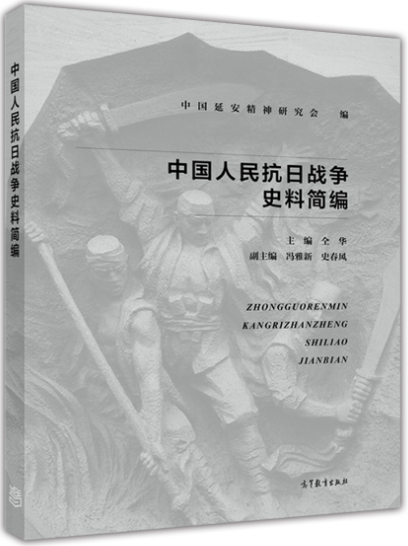 中国人民抗日战争史料简编
中国延安精神研究会 编
中国人民抗日战争
史料简编
主 编 全 华
副主编 冯雅新 史春风
ZHONGGUORENMIN
KANGRIZHANZHENG
SHILIAO
JIANBIAN
高等教育出版社